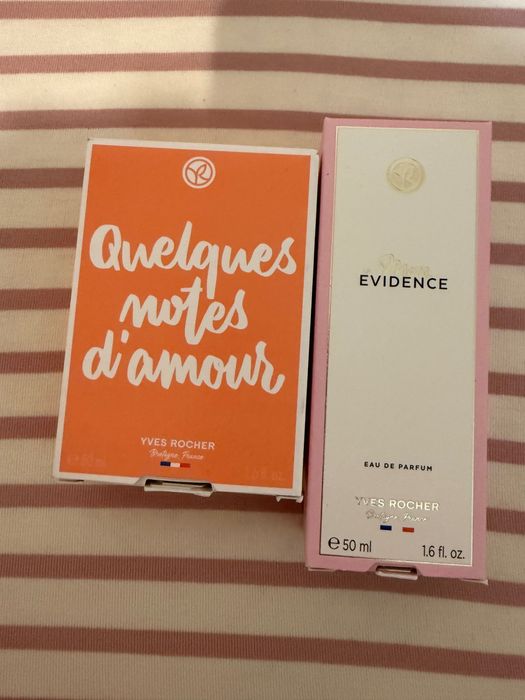 Quelques
notes
d'amour
YVES ROCHER
Bretagne, France
EVIDENCE
EAU DE PARFUM
YVES ROCHER
Bretagne, France
e 50 ml 1.6 fl. oz.